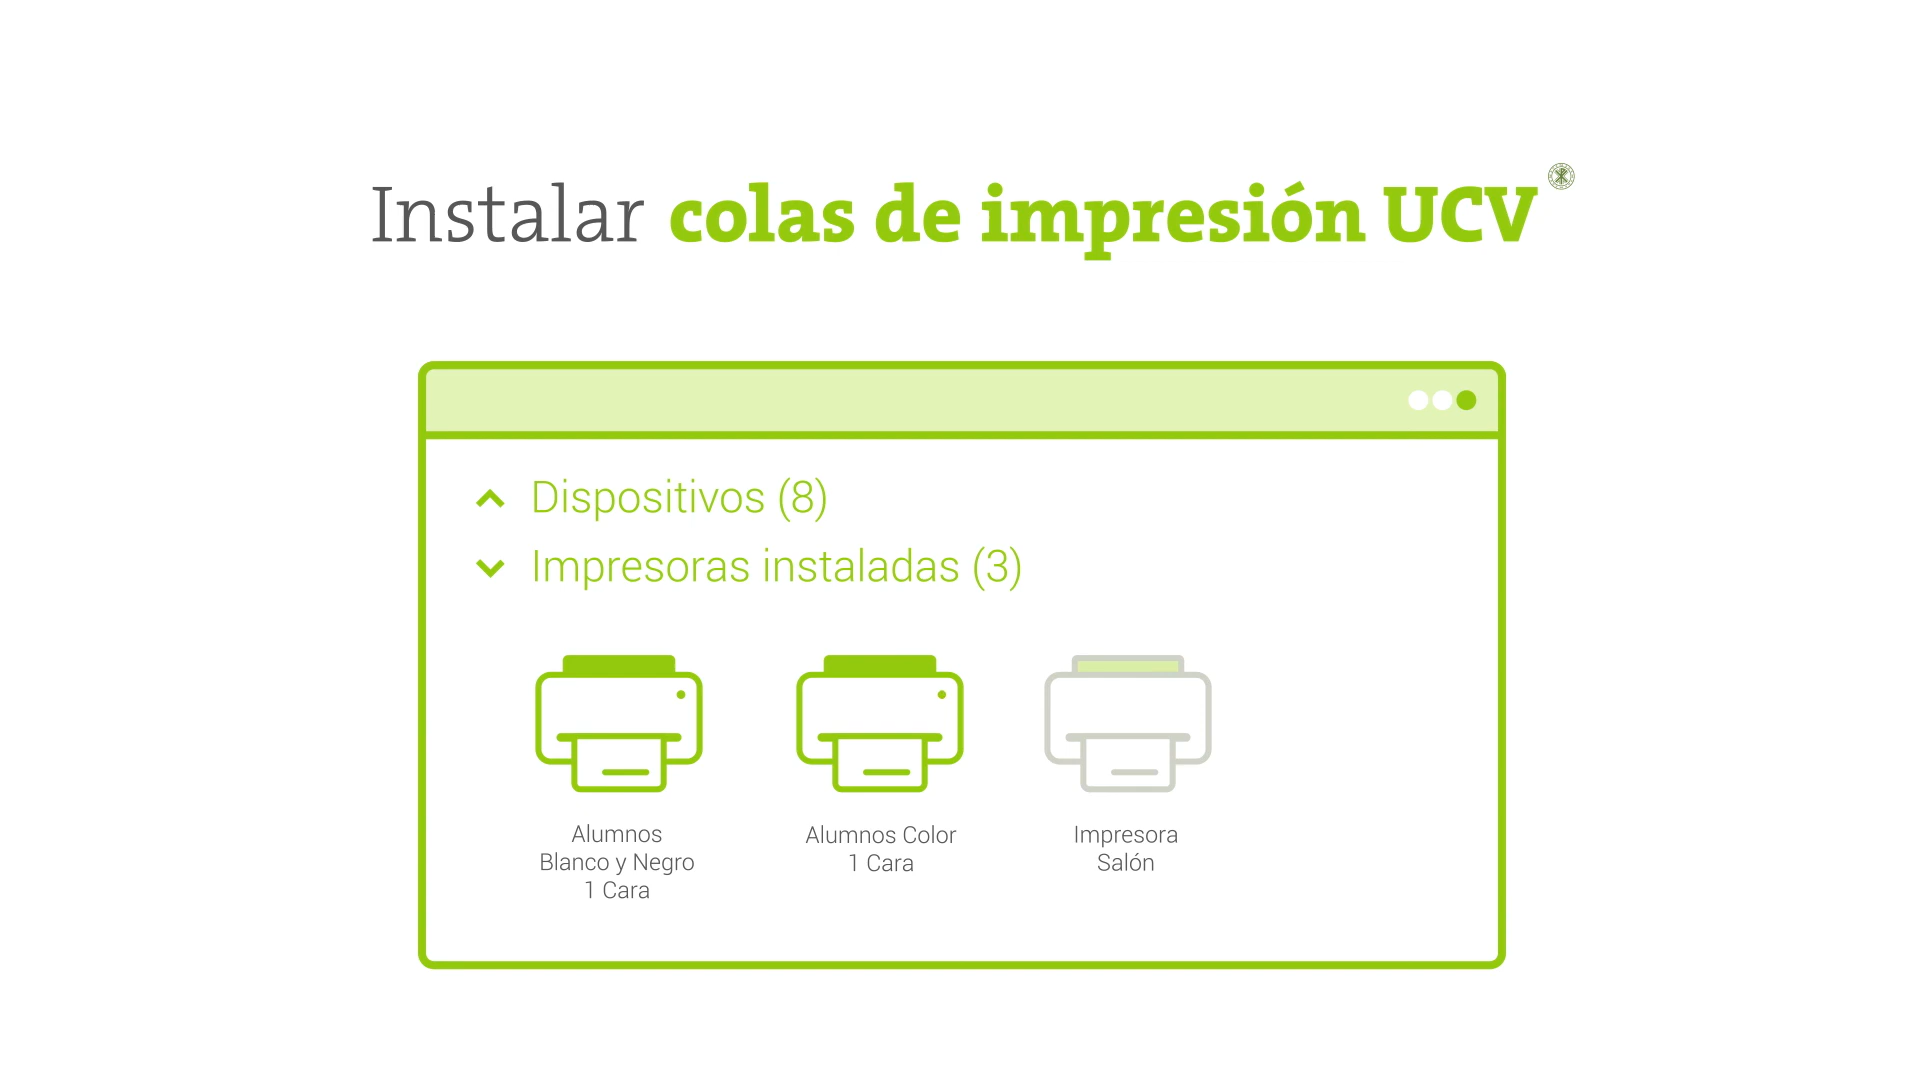 Instalar colas de impresión UCV
Dispositivos (8)
Impresoras instaladas (3)
Alumnos
Blanco y Negro
1 Cara
Alumnos Color
1 Cara
Impresora
Salón